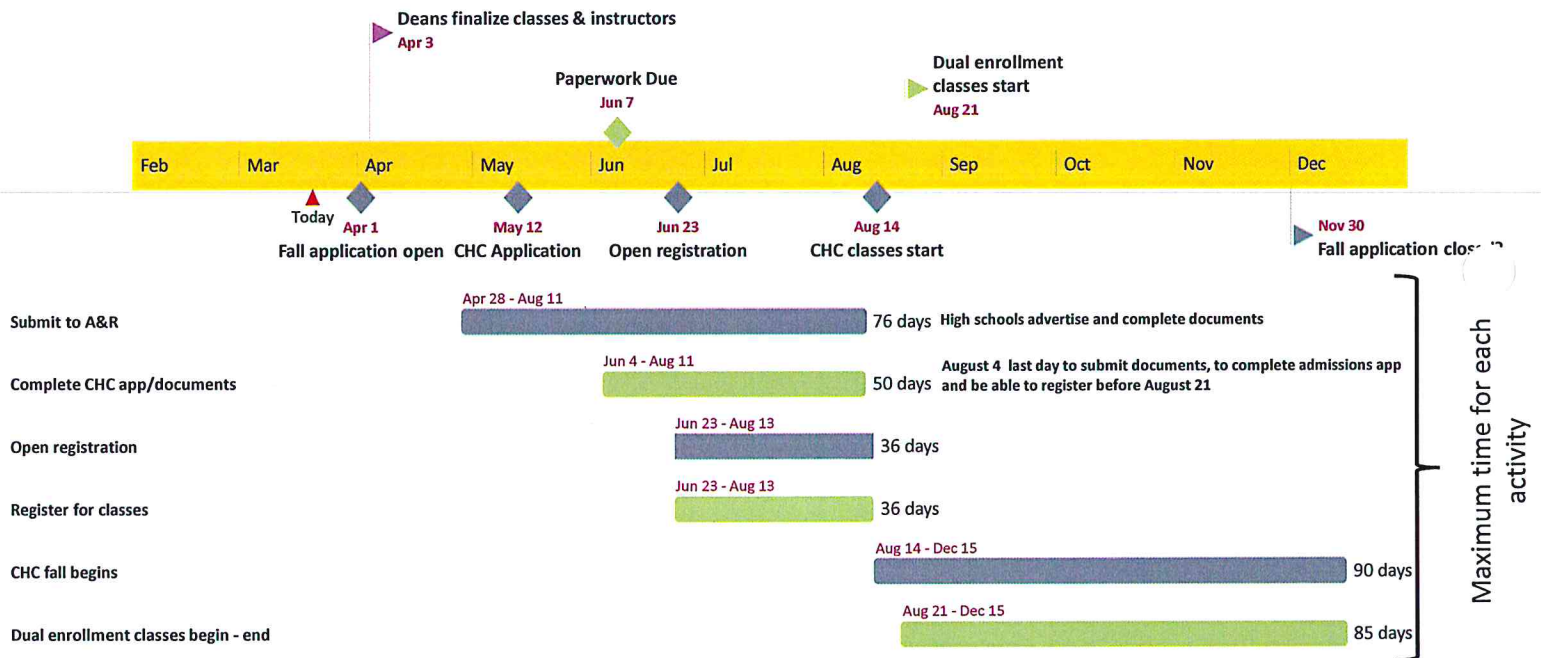 Deans finalize classes & instructors
Apr 3
Dual enrollment
classes start
Aug 21
Paperwork Due
Jun 7
Feb Mar Apr May Jun Jul Aug Sep Oct Nov Dec
Today
Apr 1
Fall application open
May 12
CHC Application
Jun 23
Open registration
Aug 14
CHC classes start
Nov 30
Fall application
Apr 28 - Aug 11
Submit to A&R
76 days
High schools advertise and complete documents
Jun 4 - Aug 11
Complete CHC app/documents
50 days
August 4 last day to submit documents, to complete admissions app
and be able to register before August 21
Jun 23 - Aug 13
Open registration
36 days
Jun 23 - Aug 13
Register for classes
36 days
Aug 14 - Dec 15
CHC fall begins
90 days
Aug 21 - Dec 15
Dual enrollment classes begin - end
85 days
Maximum time for each
activity